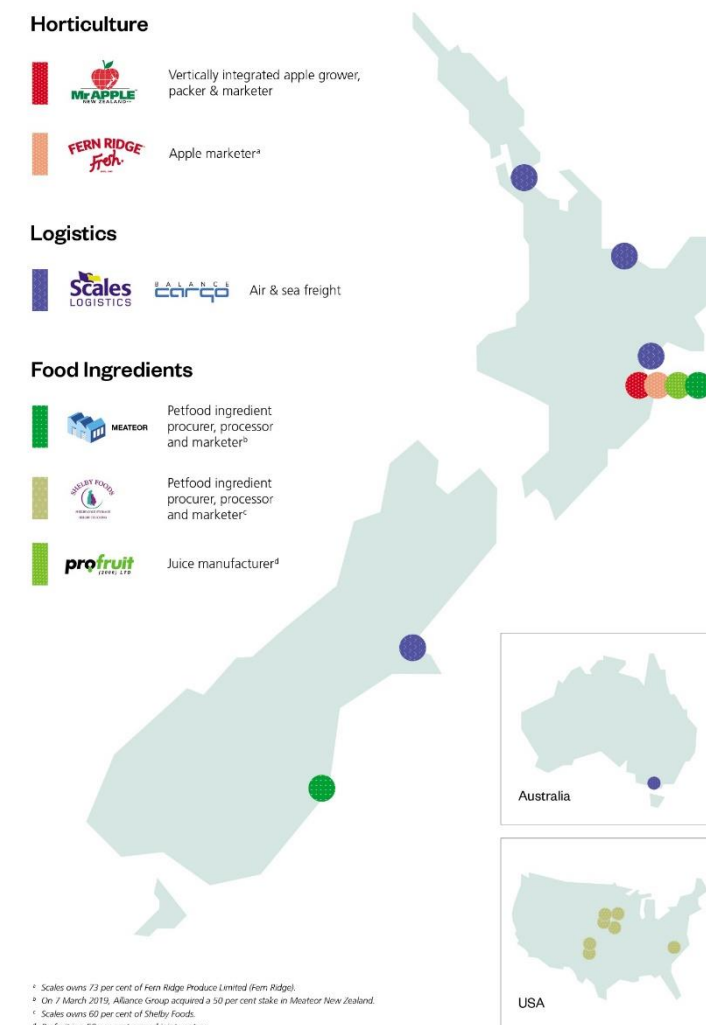 Horticulture
MrAPPLE
NEW ZEALAND
Vertically integrated apple grower,
packer & marketer
FERN RIDGE
Fresh
Apple marketerᵃ
Logistics
Scales
LOGISTICS
BALANCE
cargo
Air & sea freight
Food Ingredients
MEATEOR
Petfood ingredient
procurer, processor
and marketerᵇ
SHELBY FOODS
Petfood ingredient
procurer, processor
and marketerᶜ
profruit
(2006) LTD
Juice manufacturerᵈ
Australia
USA
ᵃ Scales owns 73 per cent of Fern Ridge Produce Limited (Fern Ridge).
ᵇ On 7 March 2019, Alliance Group acquired a 50 per cent stake in Meateor New Zealand.
ᶜ Scales owns 60 per cent of Shelby Foods.